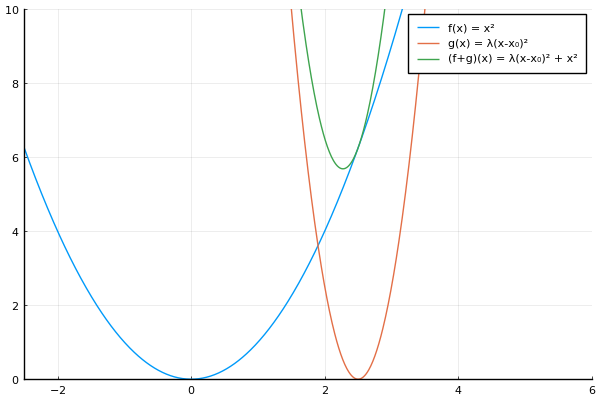 10
8
6
4
2
0
f(x) = x²
g(x) = λ(x-x₀)²
(f+g)(x) = λ(x-x₀)² + x²
−2 0 2 4 6